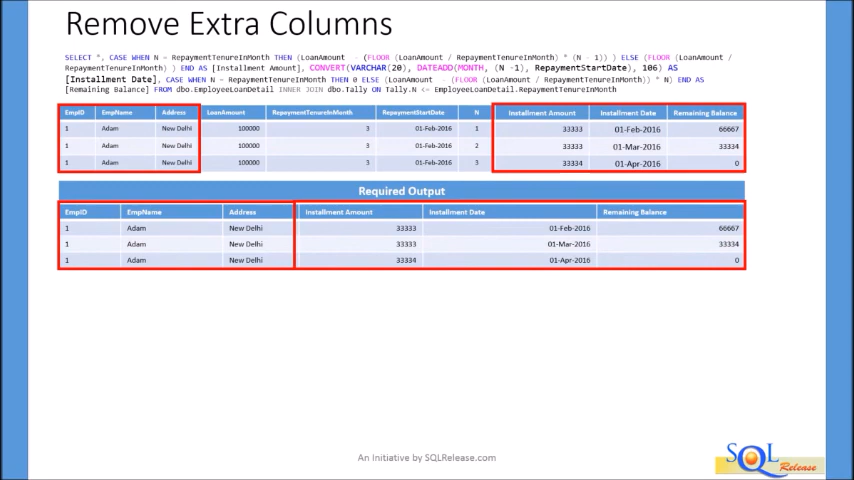 Remove Extra Columns
SELECT *, CASE WHEN N = RepaymentTenureInMonth THEN (LoanAmount - (FLOOR (LoanAmount / RepaymentTenureInMonth) * (N - 1)) ) ELSE (FLOOR (LoanAmount /
RepaymentTenureInMonth) ) END AS [Installment Amount], CONVERT(VARCHAR(20), DATEADD(MONTH, (N -1), RepaymentStartDate), 106) AS
[Installment Date], CASE WHEN N = RepaymentTenureInMonth THEN 0 ELSE (LoanAmount - (FLOOR (LoanAmount / RepaymentTenureInMonth)) * N) END AS
[Remaining Balance] FROM dbo.EmployeeLoanDetail INNER JOIN dbo.Tally ON Tally.N <= EmployeeLoanDetail.RepaymentTenureInMonth
EmpID EmpName Address LoanAmount RepaymentTenureInMonth RepaymentStartDate N Installment Amount Installment Date Remaining Balance
1 Adam New Delhi 100000 3 01-Feb-2016 1 33333 01-Feb-2016 66667
1 Adam New Delhi 100000 3 01-Feb-2016 2 33333 01-Mar-2016 33334
1 Adam New Delhi 100000 3 01-Feb-2016 3 33334 01-Apr-2016 0
Required Output
EmpID EmpName Address Installment Amount Installment Date Remaining Balance
1 Adam New Delhi 33333 01-Feb-2016 66667
1 Adam New Delhi 33333 01-Mar-2016 33334
1 Adam New Delhi 33334 01-Apr-2016 0
An Initiative by SQLRelease.com
SQL Release